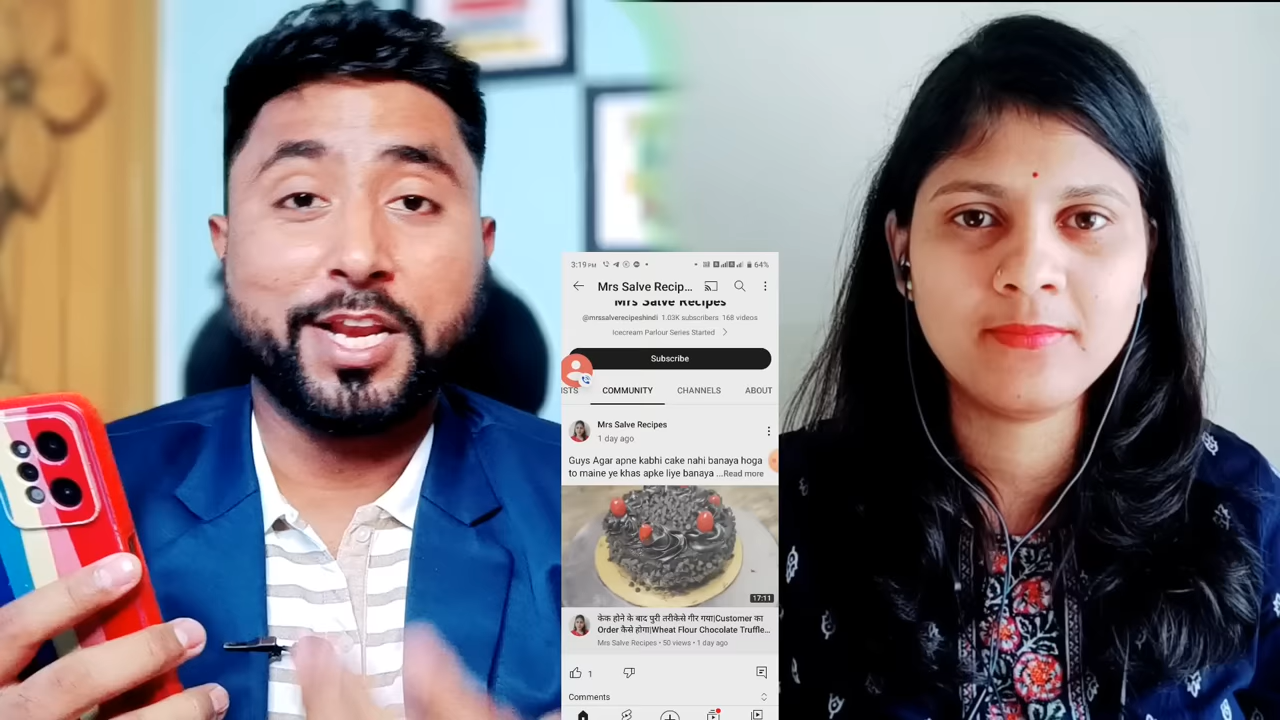 3:19 PM
64%
Mrs Salve Recip...
Mrs Salve Recipes
@mrssalverecipeshindi 1.03K subscribers 168 videos
Icecream Parlour Series Started
Subscribe
ISTS COMMUNITY CHANNELS ABOUT
Mrs Salve Recipes
1 day ago
Guys Agar apne kabhi cake nahi banaya hoga
to maine ye khas apke liye banaya ...Read more
17:11
केक होने के बाद पुरी तरीकेसे गीर गया|Customer का
Order कैसे होगा|Wheat Flour Chocolate Truffle...
Mrs Salve Recipes • 50 views • 1 day ago
1
Comments